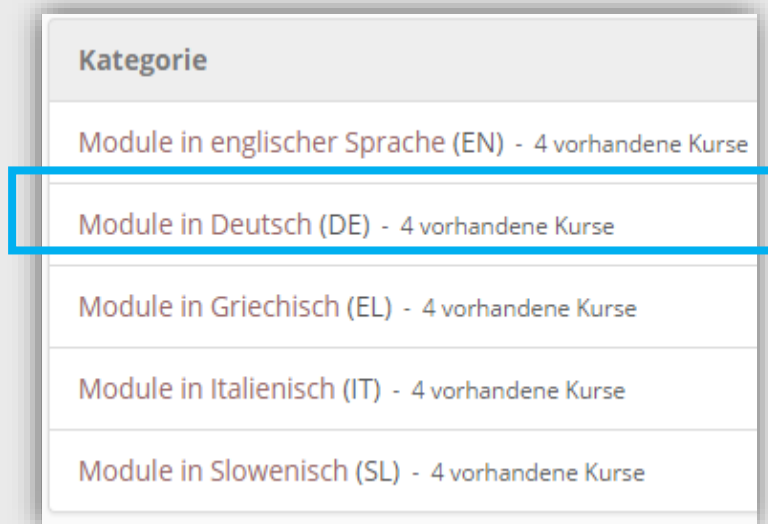 Kategorie
Module in englischer Sprache (EN) - 4 vorhandene Kurse
Module in Deutsch (DE) - 4 vorhandene Kurse
Module in Griechisch (EL) - 4 vorhandene Kurse
Module in Italienisch (IT) - 4 vorhandene Kurse
Module in Slowenisch (SL) - 4 vorhandene Kurse